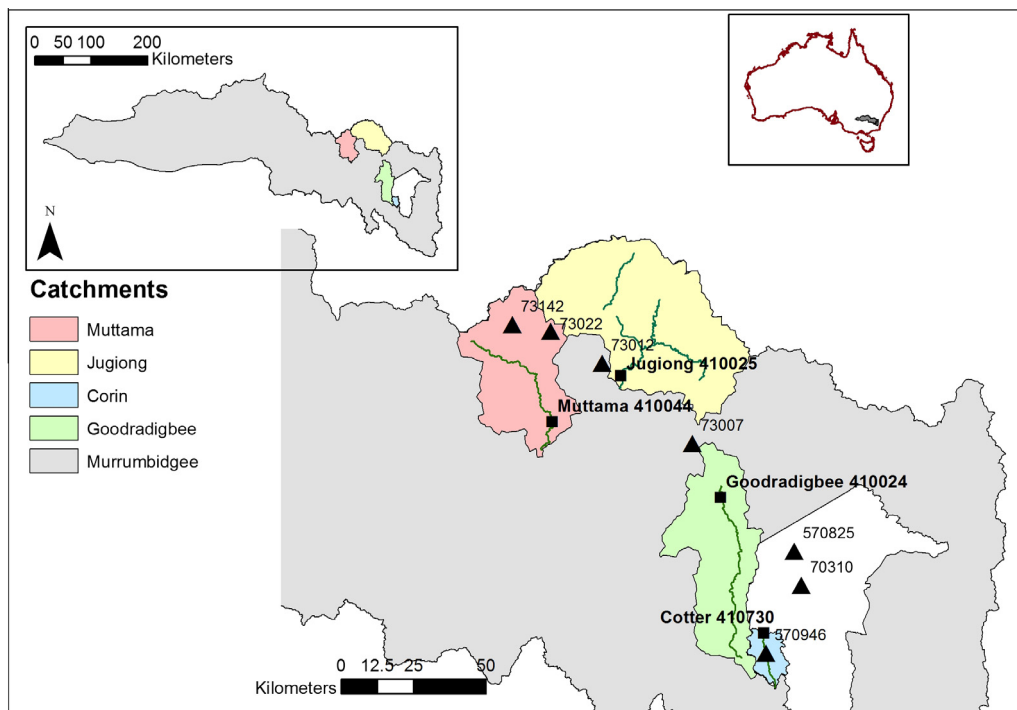 0 50 100 200
Kilometers
N
Catchments
Muttama
Jugiong
Corin
Goodradigbee
Murrumbidgee
73142
73022
73012
Jugiong 410025
Muttama 410044
73007
Goodradigbee 410024
570825
70310
Cotter 410730
570946
0 12.5 25 50
Kilometers